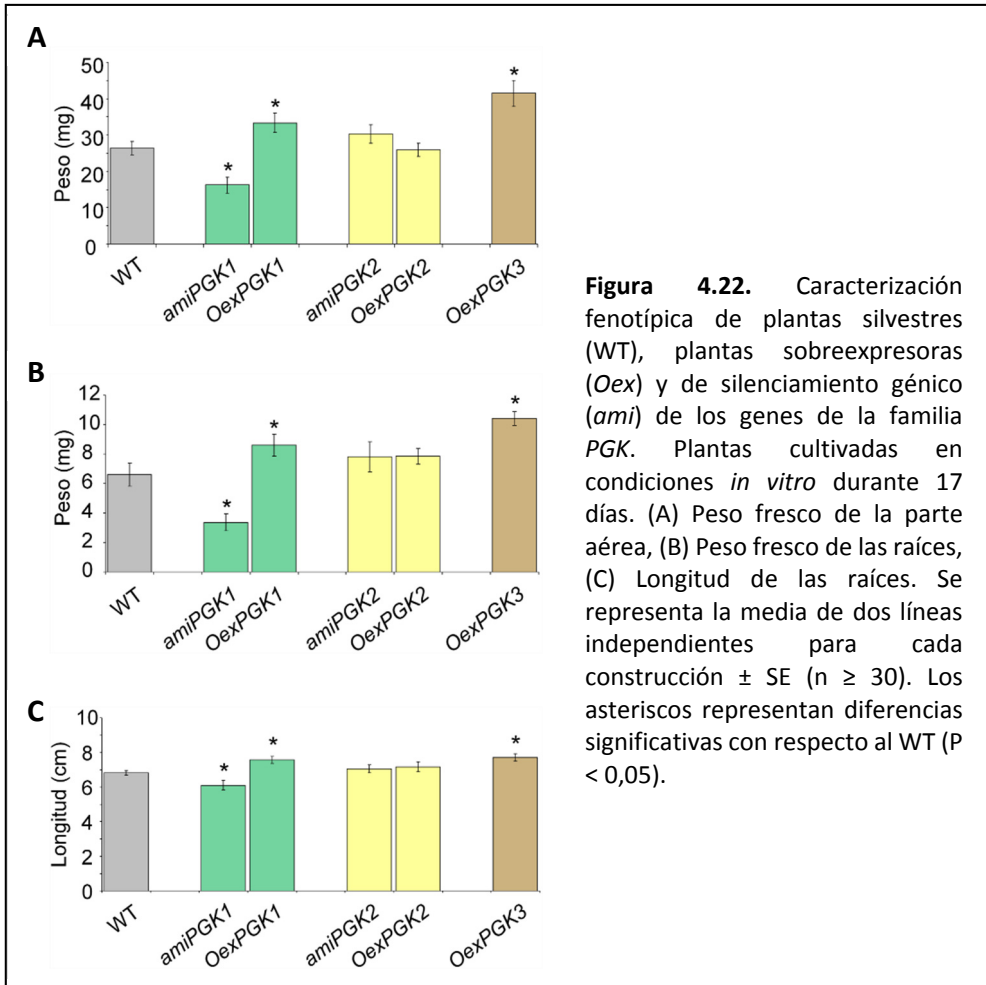 A
Peso (mg)
50
40
30
20
10
0
*
*
*
WT
amiPGK1
OexPGK1
amiPGK2
OexPGK2
OexPGK3
B
Peso (mg)
12
10
8
6
4
2
0
*
*
*
WT
amiPGK1
OexPGK1
amiPGK2
OexPGK2
OexPGK3
C
Longitud (cm)
10
8
6
4
2
0
*
*
*
WT
amiPGK1
OexPGK1
amiPGK2
OexPGK2
OexPGK3
Figura 4.22. Caracterización
fenotípica de plantas silvestres
(WT), plantas sobreexpresoras
(Oex) y de silenciamiento génico
(ami) de los genes de la familia
PGK. Plantas cultivadas en
condiciones in vitro durante 17
días. (A) Peso fresco de la parte
aérea, (B) Peso fresco de las raíces,
(C) Longitud de las raíces. Se
representa la media de dos líneas
independientes para cada
construcción ± SE (n ≥ 30). Los
asteriscos representan diferencias
significativas con respecto al WT (P
< 0,05).